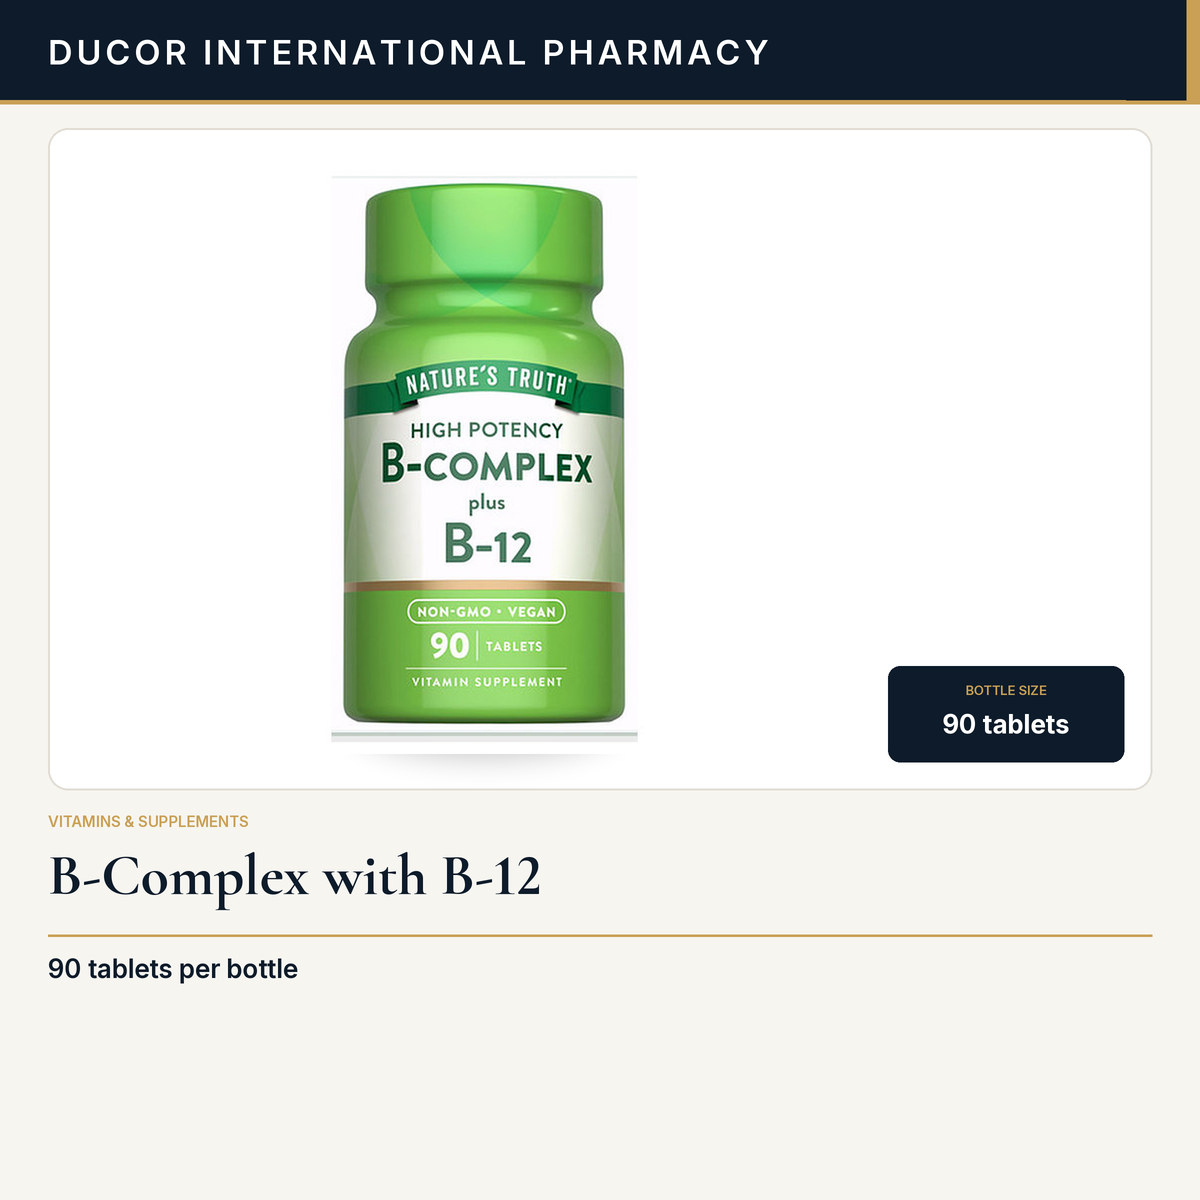 DUCOR INTERNATIONAL PHARMACY
NATURE'S TRUTH
HIGH POTENCY
B-COMPLEX
plus
B-12
NON-GMO • VEGAN
90 | TABLETS
VITAMIN SUPPLEMENT
BOTTLE SIZE
90 tablets
VITAMINS & SUPPLEMENTS
B-Complex with B-12
90 tablets per bottle